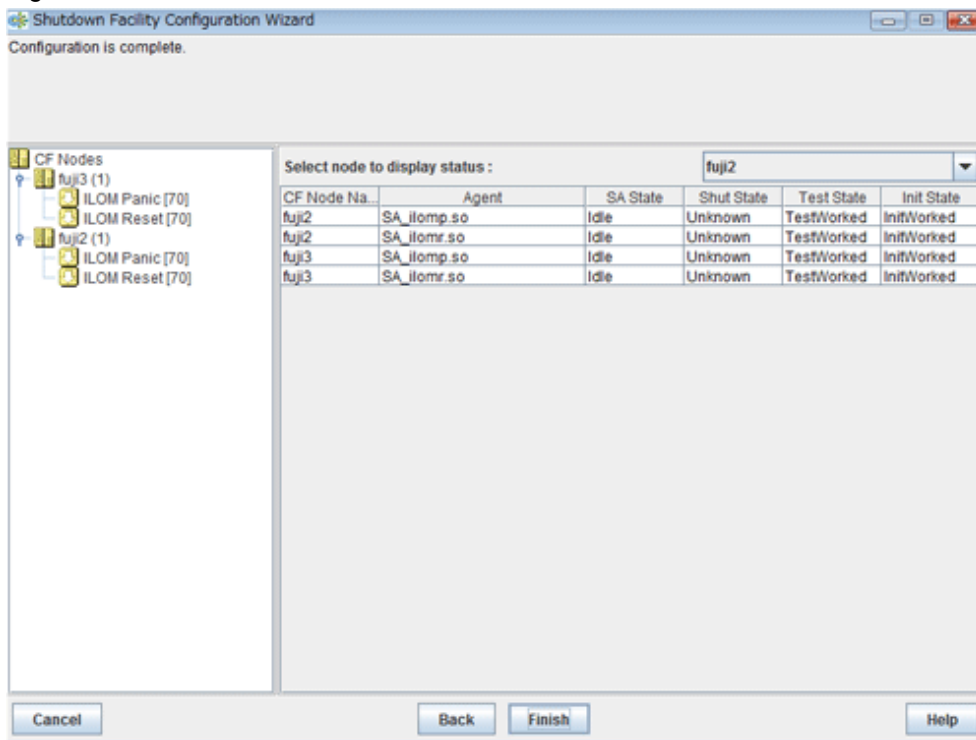 Shutdown Facility Configuration Wizard
Configuration is complete.
CF Nodes
fuji3 (1)
ILOM Panic [70]
ILOM Reset [70]
fuji2 (1)
ILOM Panic [70]
ILOM Reset [70]
Select node to display status : fuji2
CF Node Na... Agent SA State Shut State Test State Init State
fuji2 SA_ilomp.so Idle Unknown TestWorked InitWorked
fuji2 SA_ilomr.so Idle Unknown TestWorked InitWorked
fuji3 SA_ilomp.so Idle Unknown TestWorked InitWorked
fuji3 SA_ilomr.so Idle Unknown TestWorked InitWorked
Cancel Back Finish Help